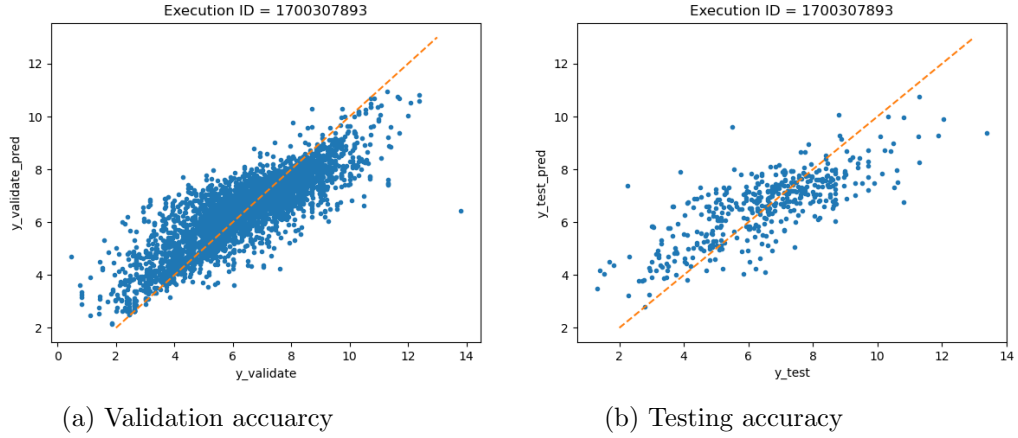 Execution ID = 1700307893
12
10
8
6
4
2
y_validate_pred
0 2 4 6 8 10 12 14
y_validate
(a) Validation accuarcy
Execution ID = 1700307893
12
10
8
6
4
2
y_test_pred
2 4 6 8 10 12 14
y_test
(b) Testing accuracy